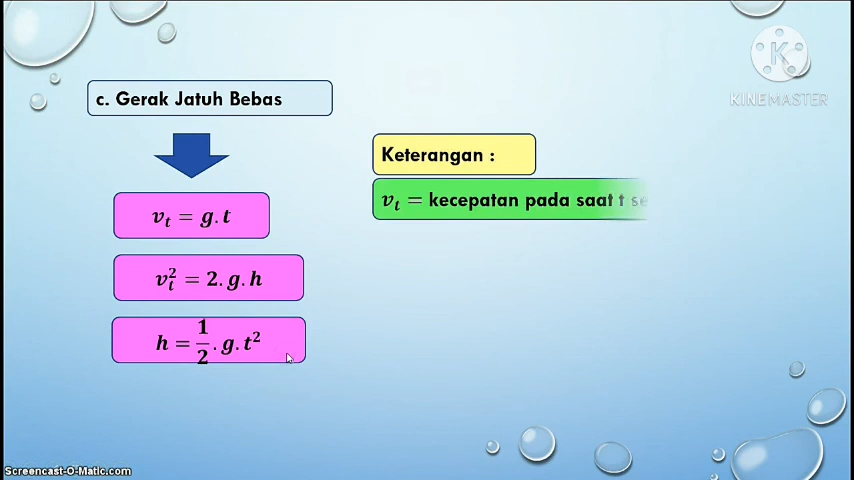 KINEMASTER
c. Gerak Jatuh Bebas
Keterangan :
v_t = kecepatan pada saat t
v_t = g.t
v_t^2 = 2.g.h
h = 1/2 .g.t^2
Screencast-O-Matic.com